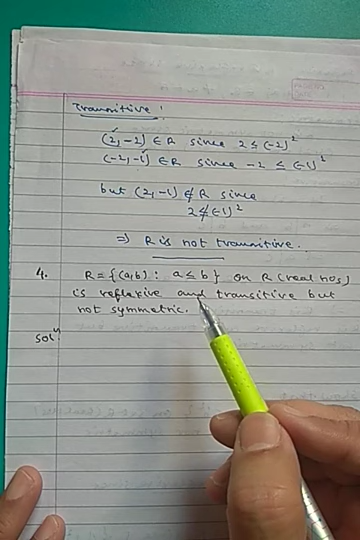 Transitive!
(2,-2) ∈ R since 2 ≤ (-2)²
(-2,-1) ∈ R since -2 ≤ (-1)²
but (2,-1) ∉ R since
2 ≰ (-1)²
⇒ R is not transitive.
4. R = {(a,b) : a ≤ b} on R (real nos)
is reflexive and transitive but
not symmetric.
Solⁿ